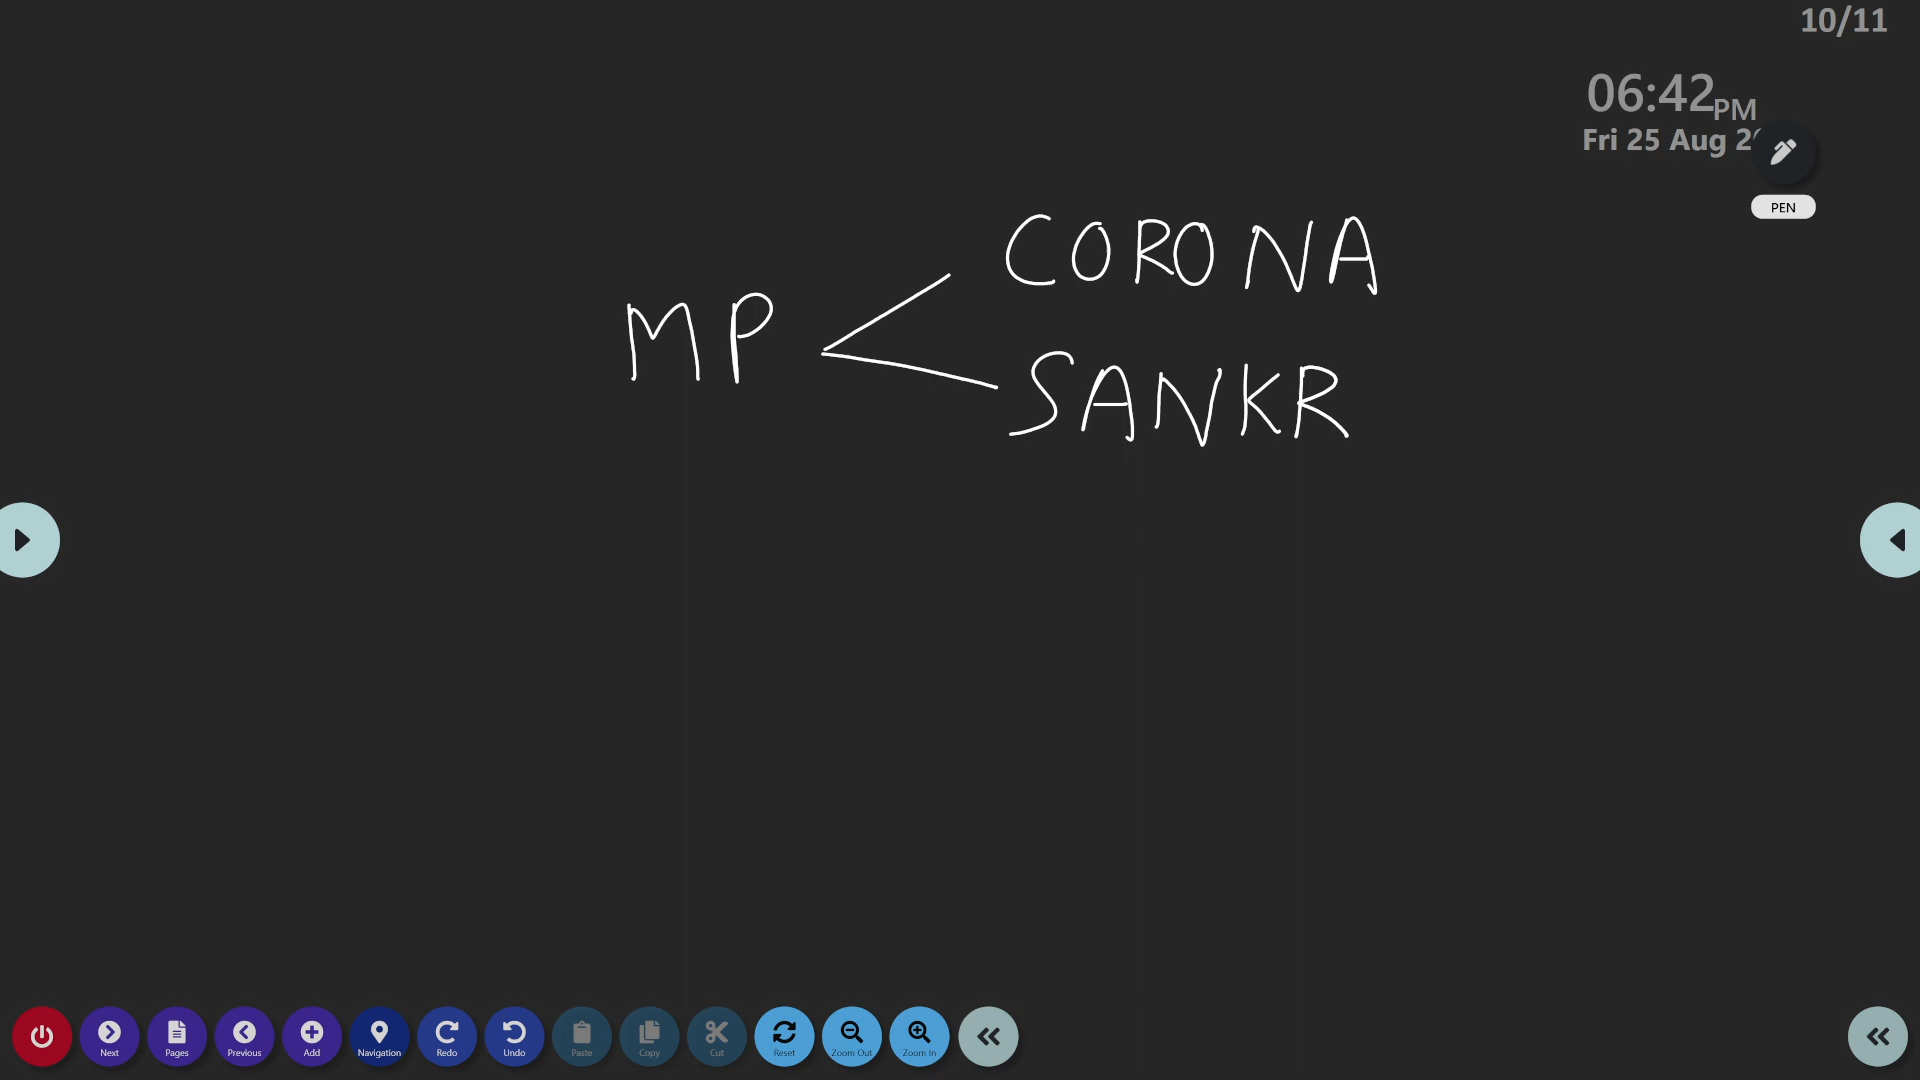 10/11
06:42PM
Fri 25 Aug 2
PEN
CORONA
MP
SANKR
Next
Pages
Previous
Add
Navigation
Redo
Undo
Paste
Copy
Cut
Reset
Zoom Out
Zoom In